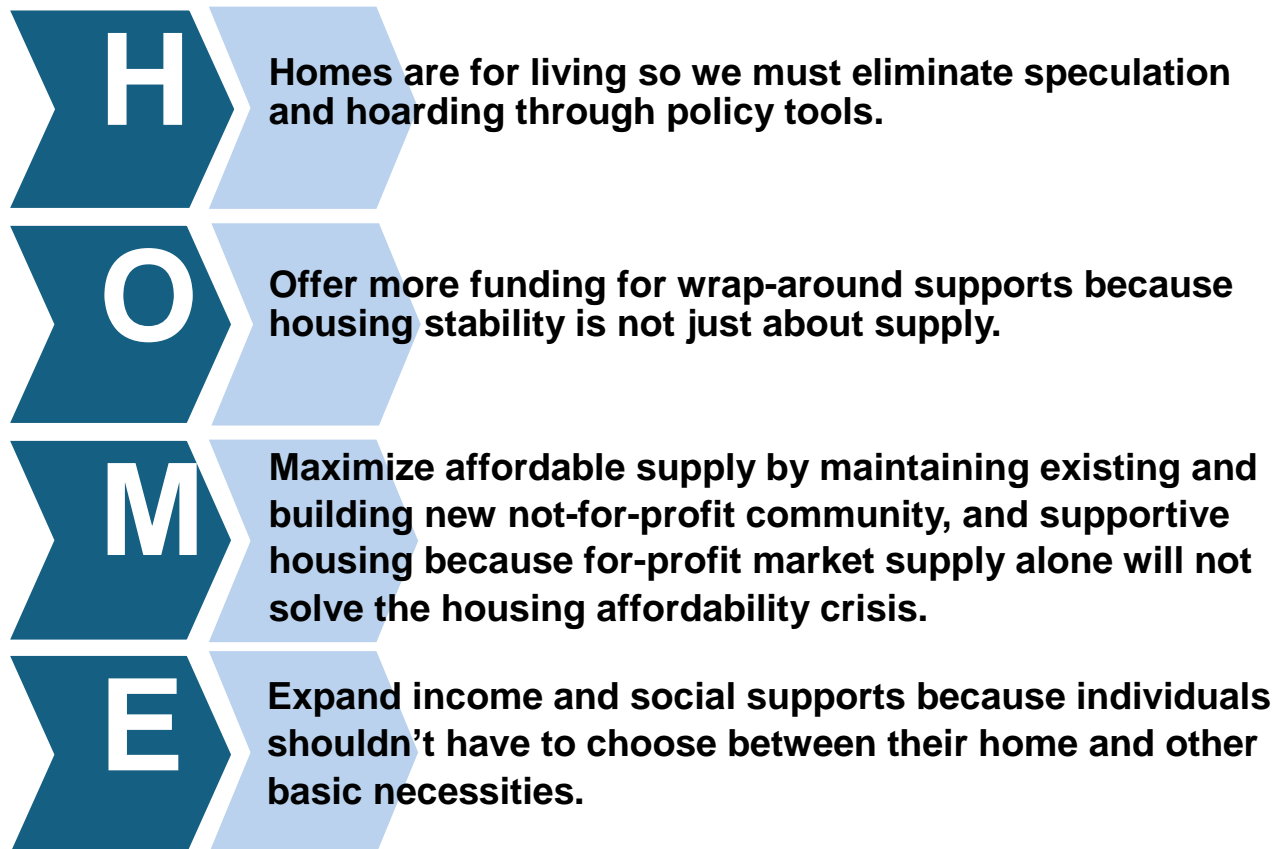 H
Homes are for living so we must eliminate speculation
and hoarding through policy tools.
O
Offer more funding for wrap-around supports because
housing stability is not just about supply.
M
Maximize affordable supply by maintaining existing and
building new not-for-profit community, and supportive
housing because for-profit market supply alone will not
solve the housing affordability crisis.
E
Expand income and social supports because individuals
shouldn’t have to choose between their home and other
basic necessities.